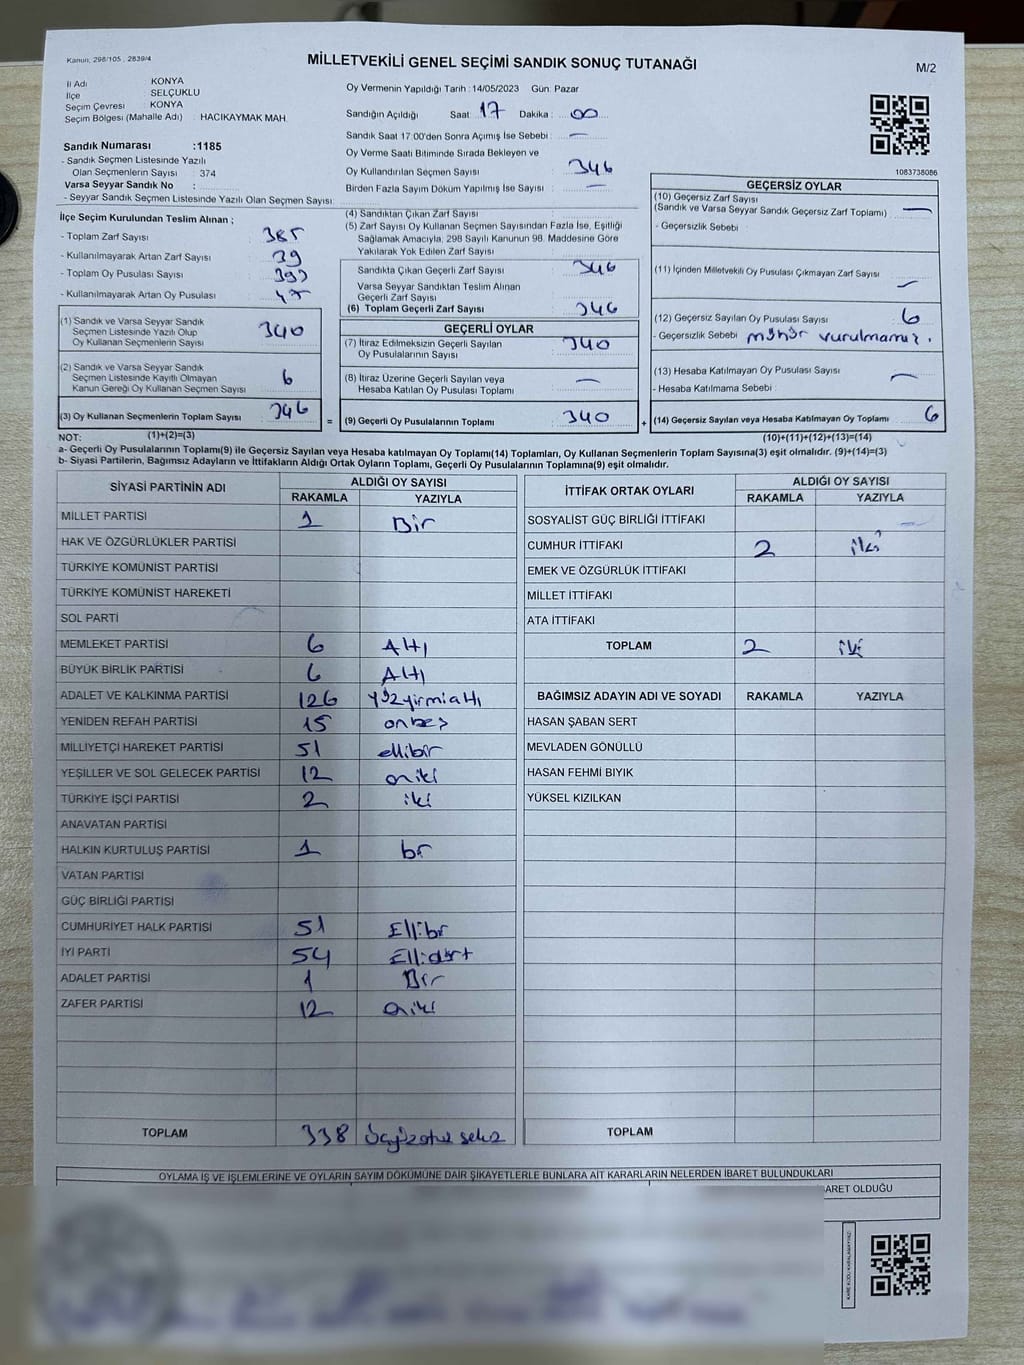 Kanun: 298/105 , 2839/4
MİLLETVEKİLİ GENEL SEÇİMİ SANDIK SONUÇ TUTANAĞI
M/2
İl Adı KONYA
İlçe SELÇUKLU
Seçim Çevresi KONYA
Seçim Bölgesi (Mahalle Adı) HACIKAYMAK MAH.
Oy Vermenin Yapıldığı Tarih : 14/05/2023 Gün: Pazar
Sandığın Açıldığı Saat : 17 Dakika : 00
Sandık Saat 17:00'den Sonra Açımış İse Sebebi : —
Oy Verme Saati Bitiminde Sırada Bekleyen ve
Oy Kullandırılan Seçmen Sayısı 346
Birden Fazla Sayım Döküm Yapılmış İse Sayısı : —
Sandık Numarası :1185
- Sandık Seçmen Listesinde Yazılı
Olan Seçmenlerin Sayısı : 374
Varsa Seyyar Sandık No :
- Seyyar Sandık Seçmen Listesinde Yazılı Olan Seçmen Sayısı:
1083738086
İlçe Seçim Kurulundan Teslim Alınan ;
- Toplam Zarf Sayısı 385
- Kullanılmayarak Artan Zarf Sayısı 39
- Toplam Oy Pusulası Sayısı 393
- Kullanılmayarak Artan Oy Pusulası 47
(1) Sandık ve Varsa Seyyar Sandık
Seçmen Listesinde Yazılı Olup
Oy Kullanan Seçmenlerin Sayısı 340
(2) Sandık ve Varsa Seyyar Sandık
Seçmen Listesinde Kayıtlı Olmayan
Kanun Gereği Oy Kullanan Seçmen Sayısı 6
(3) Oy Kullanan Seçmenlerin Toplam Sayısı 346
(1)+(2)=(3)
(4) Sandıktan Çıkan Zarf Sayısı :
(5) Zarf Sayısı Oy Kullanan Seçmen Sayısından Fazla İse, Eşitliği
Sağlamak Amacıyla; 298 Sayılı Kanunun 98. Maddesine Göre
Yakılarak Yok Edilen Zarf Sayısı
Sandıkta Çıkan Geçerli Zarf Sayısı 346
Varsa Seyyar Sandıktan Teslim Alınan
Geçerli Zarf Sayısı
(6) Toplam Geçerli Zarf Sayısı 346
GEÇERLİ OYLAR
(7) İtiraz Edilmeksizin Geçerli Sayılan
Oy Pusulalarının Sayısı 340
(8) İtiraz Üzerine Geçerli Sayılan veya
Hesaba Katılan Oy Pusulası Toplamı —
= (9) Geçerli Oy Pusulalarının Toplamı 340
GEÇERSİZ OYLAR
(10) Geçersiz Zarf Sayısı
(Sandık ve Varsa Seyyar Sandık Geçersiz Zarf Toplamı) —
- Geçersizlik Sebebi
(11) İçinden Milletvekili Oy Pusulası Çıkmayan Zarf Sayısı —
(12) Geçersiz Sayılan Oy Pusulası Sayısı 6
- Geçersizlik Sebebi mühür vurulmamış.
(13) Hesaba Katılmayan Oy Pusulası Sayısı —
- Hesaba Katılmama Sebebi :
+ (14) Geçersiz Sayılan veya Hesaba Katılmayan Oy Toplamı 6
(10)+(11)+(12)+(13)=(14)
NOT:
a- Geçerli Oy Pusulalarının Toplamı(9) ile Geçersiz Sayılan veya Hesaba katılmayan Oy Toplamı(14) Toplamları, Oy Kullanan Seçmenlerin Toplam Sayısına(3) eşit olmalıdır. (9)+(14)=(3)
b- Siyasi Partilerin, Bağımsız Adayların ve İttifakların Aldığı Ortak Oyların Toplamı, Geçerli Oy Pusulalarının Toplamına(9) eşit olmalıdır.
SİYASİ PARTİNİN ADI ALDIĞI OY SAYISI
RAKAMLA YAZIYLA
MİLLET PARTİSİ 1 Bir
HAK VE ÖZGÜRLÜKLER PARTİSİ
TÜRKİYE KOMÜNİST PARTİSİ
TÜRKİYE KOMÜNİST HAREKETİ
SOL PARTİ
MEMLEKET PARTİSİ 6 Altı
BÜYÜK BİRLİK PARTİSİ 6 Altı
ADALET VE KALKINMA PARTİSİ 126 Yüzyirmialtı
YENİDEN REFAH PARTİSİ 15 onbeş
MİLLİYETÇİ HAREKET PARTİSİ 51 ellibir
YEŞİLLER VE SOL GELECEK PARTİSİ 12 oniki
TÜRKİYE İŞÇİ PARTİSİ 2 iki
ANAVATAN PARTİSİ
HALKIN KURTULUŞ PARTİSİ 1 bir
VATAN PARTİSİ
GÜÇ BİRLİĞİ PARTİSİ
CUMHURİYET HALK PARTİSİ 51 Ellibir
İYİ PARTİ 54 Ellidört
ADALET PARTİSİ 1 Bir
ZAFER PARTİSİ 12 oniki
TOPLAM 338 üçyüzotuz sekiz
İTTİFAK ORTAK OYLARI ALDIĞI OY SAYISI
RAKAMLA YAZIYLA
SOSYALİST GÜÇ BİRLİĞİ İTTİFAKI —
CUMHUR İTTİFAKI 2 iki
EMEK VE ÖZGÜRLÜK İTTİFAKI
MİLLET İTTİFAKI
ATA İTTİFAKI
TOPLAM 2 iki
BAĞIMSIZ ADAYIN ADI VE SOYADI RAKAMLA YAZIYLA
HASAN ŞABAN SERT
MEVLADEN GÖNÜLLÜ
HASAN FEHMİ BIYIK
YÜKSEL KIZILKAN
TOPLAM
OYLAMA İŞ VE İŞLEMLERİNE VE OYLARIN SAYIM DÖKÜMÜNE DAİR ŞİKAYETLERLE BUNLARA AİT KARARLARIN NELERDEN İBARET BULUNDUKLARI
ARET OLDUĞU
KARE KODU KARALAMAYINIZ!